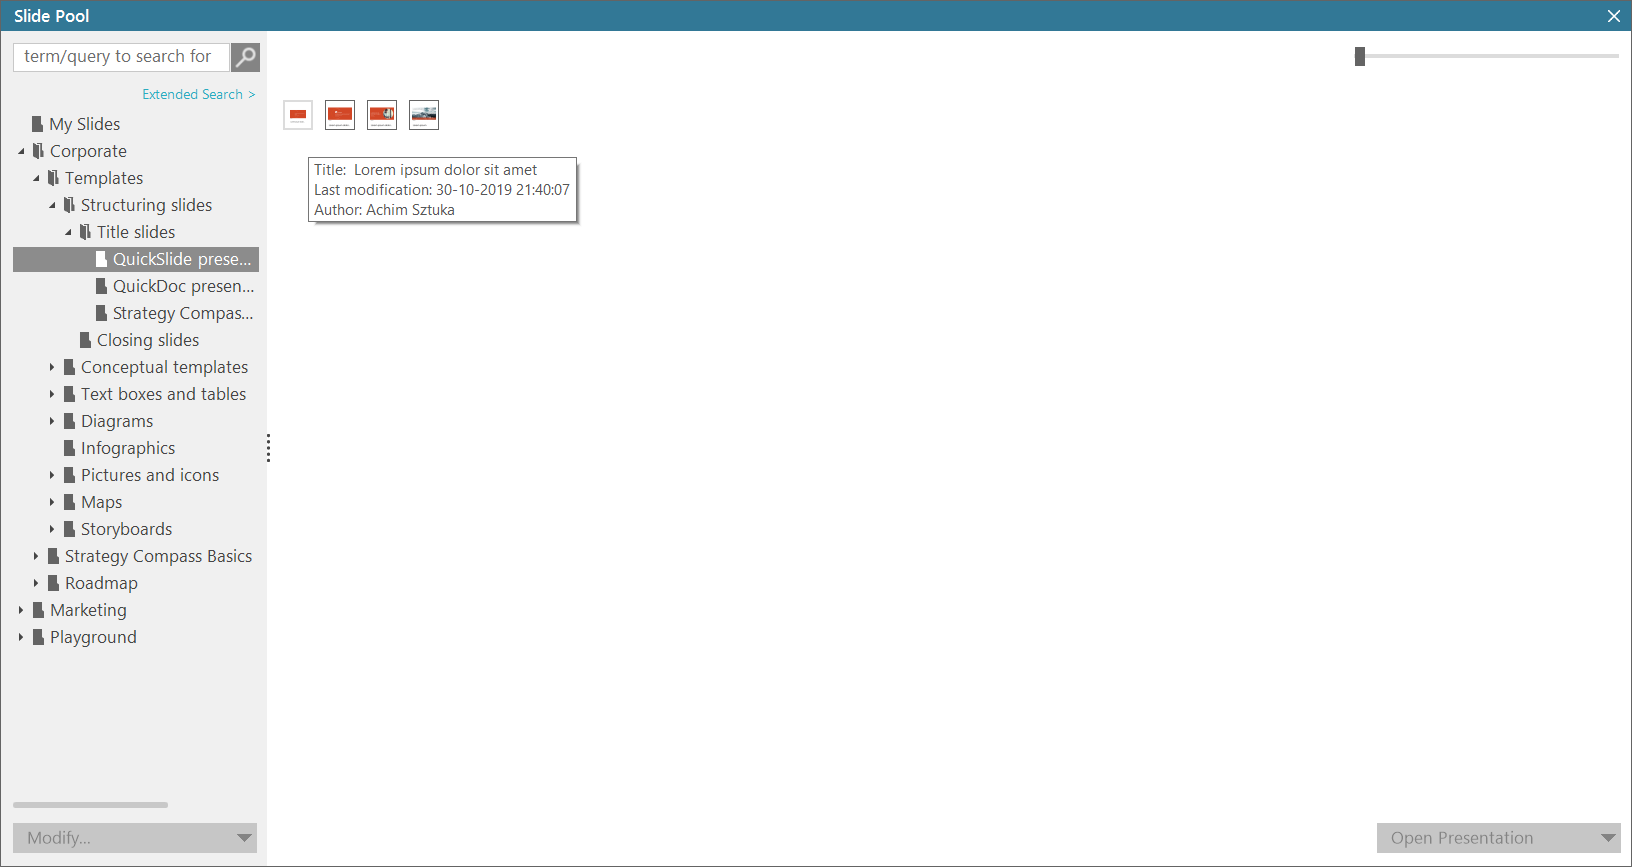 Slide Pool
term/query to search for
Extended Search >
My Slides
Corporate
Templates
Structuring slides
Title slides
QuickSlide prese...
QuickDoc presen...
Strategy Compas...
Closing slides
Conceptual templates
Text boxes and tables
Diagrams
Infographics
Pictures and icons
Maps
Storyboards
Strategy Compass Basics
Roadmap
Marketing
Playground
Modify...
Title:  Lorem ipsum dolor sit amet
Last modification: 30-10-2019 21:40:07
Author: Achim Sztuka
Open Presentation